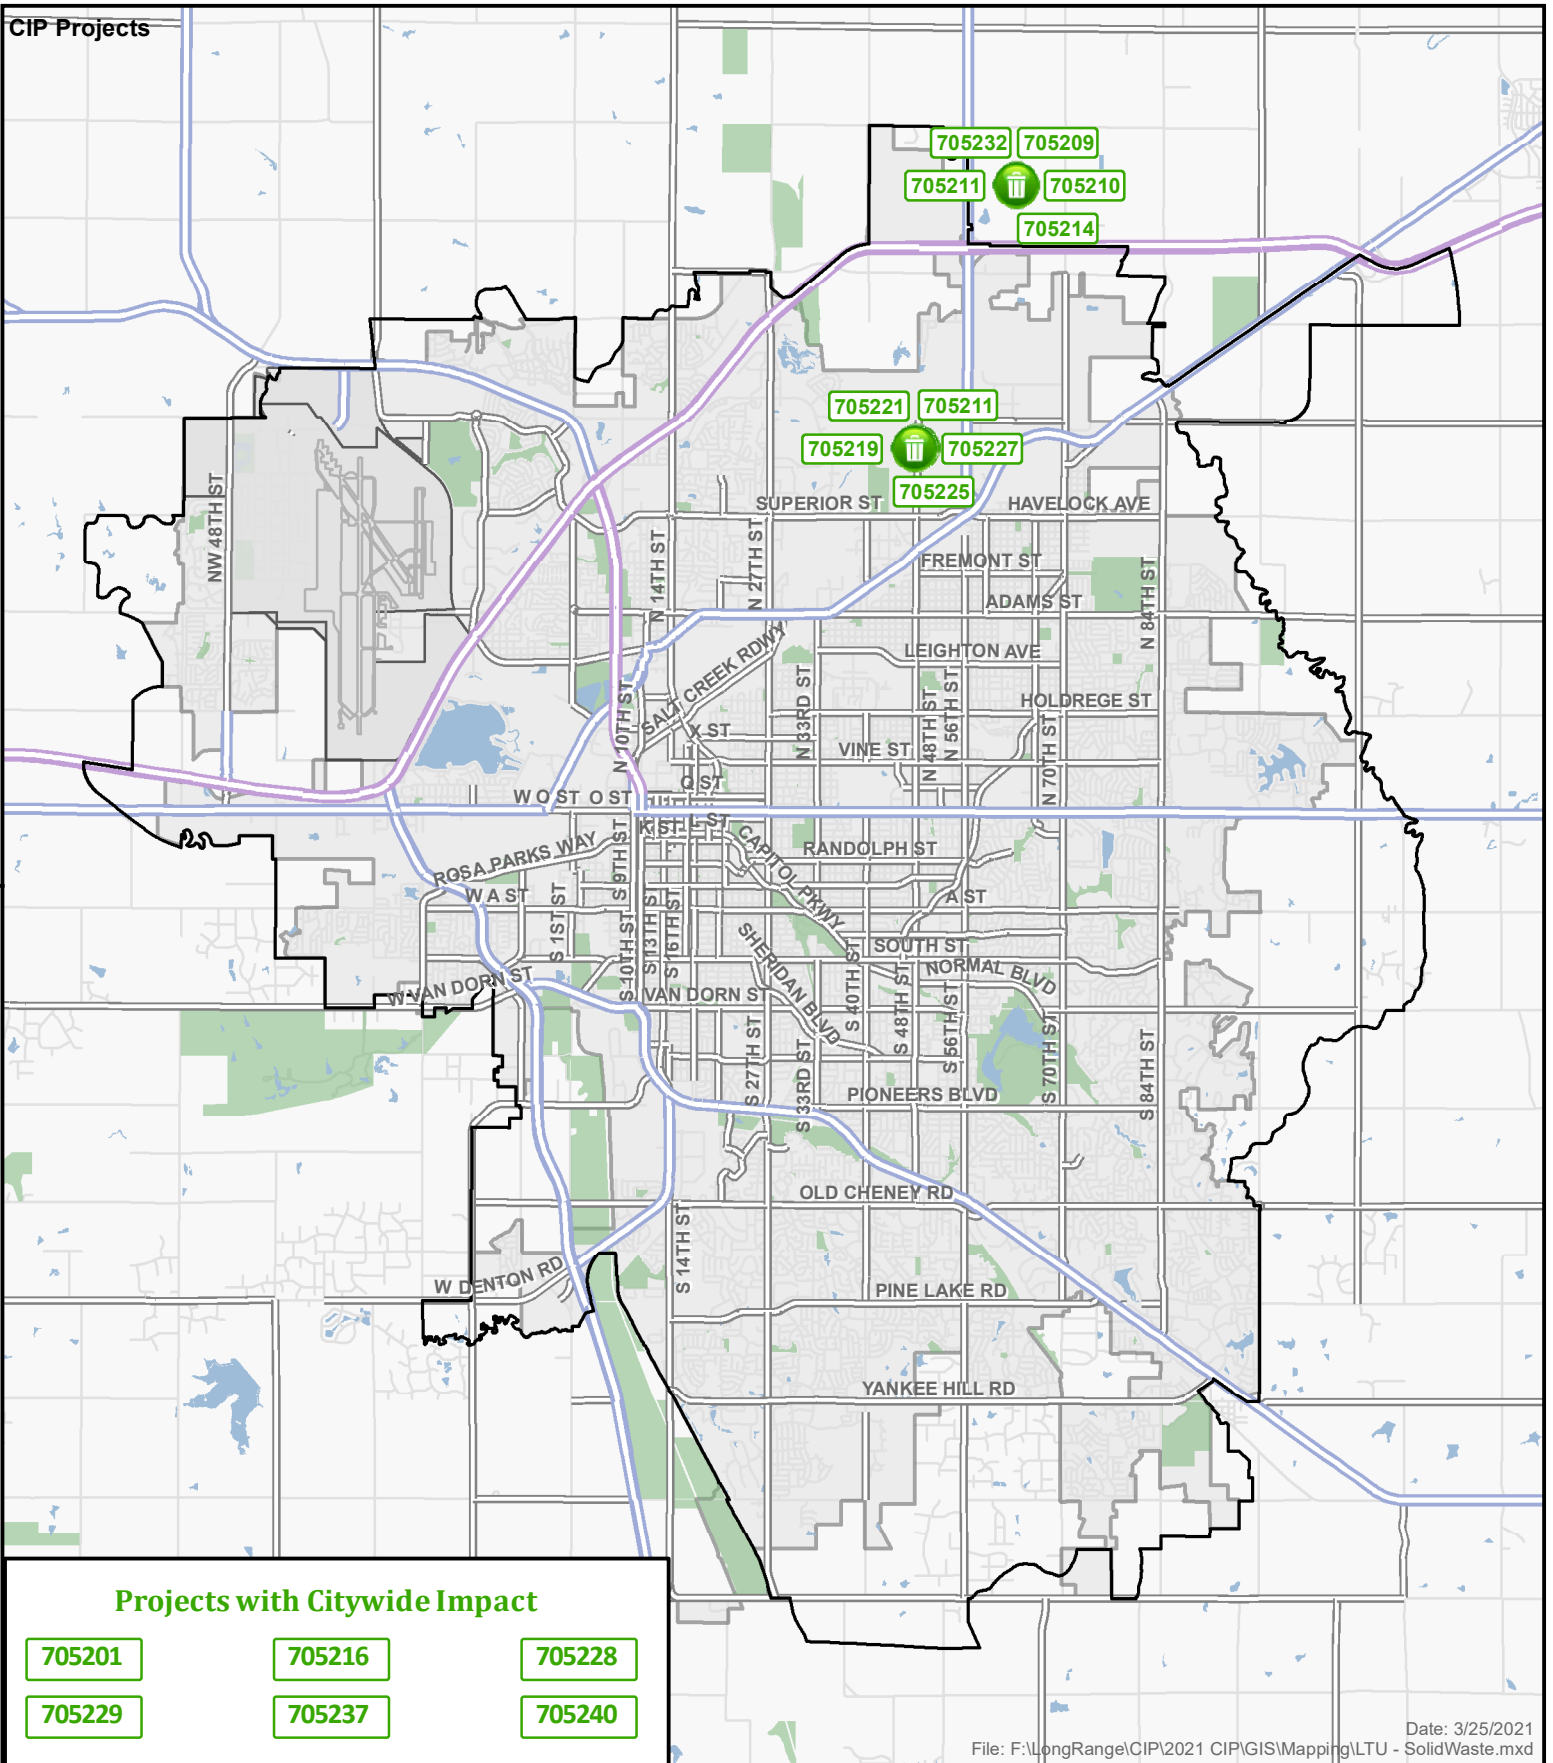 CIP Projects
705232
705209
705211
705210
705214
705221
705211
705219
705227
705225
SUPERIOR ST
HAVELOCK AVE
NW 48TH ST
N 14TH ST
N 27TH ST
FREMONT ST
ADAMS ST
N 84TH ST
SALT CREEK RDWY
LEIGHTON AVE
N 33RD ST
N 48TH ST
N 56TH ST
HOLDREGE ST
N 10TH ST
X ST
VINE ST
N 70TH ST
Q ST
W O ST
O ST
K ST
L ST
CAPITOL PKWY
RANDOLPH ST
ROSA PARKS WAY
S 9TH ST
W A ST
A ST
S 1ST ST
S 10TH ST
S 13TH ST
S 16TH ST
SHERIDAN BLVD
SOUTH ST
S 40TH ST
S 48TH ST
NORMAL BLVD
W VAN DORN ST
VAN DORN ST
S 56TH ST
S 27TH ST
S 33RD ST
S 70TH ST
S 84TH ST
PIONEERS BLVD
OLD CHENEY RD
S 14TH ST
W DENTON RD
PINE LAKE RD
YANKEE HILL RD
Projects with Citywide Impact
705201
705216
705228
705229
705237
705240
Date: 3/25/2021
File: F:\LongRange\CIP\2021 CIP\GIS\Mapping\LTU - SolidWaste.mxd